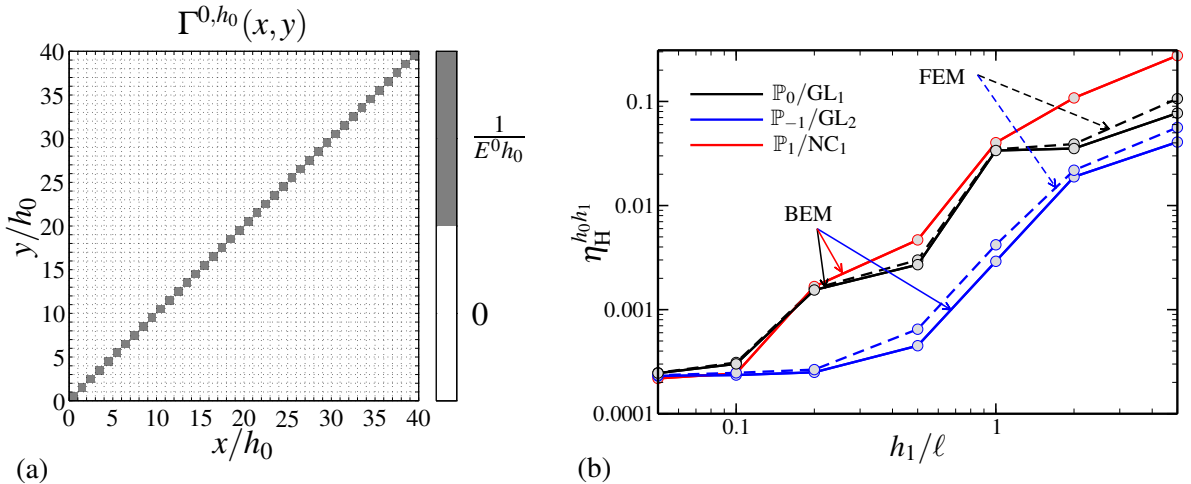 Γ^{0,h_0}(x,y)
40
35
30
25
20
15
10
5
0
y/h_0
0 5 10 15 20 25 30 35 40
x/h_0
1/(E^0 h_0)
0
(a)
0.1
0.01
0.001
0.0001
η_H^{h_0h_1}
ℙ_0/GL_1
ℙ_{-1}/GL_2
ℙ_1/NC_1
FEM
BEM
0.1 1
h_1/ℓ
(b)